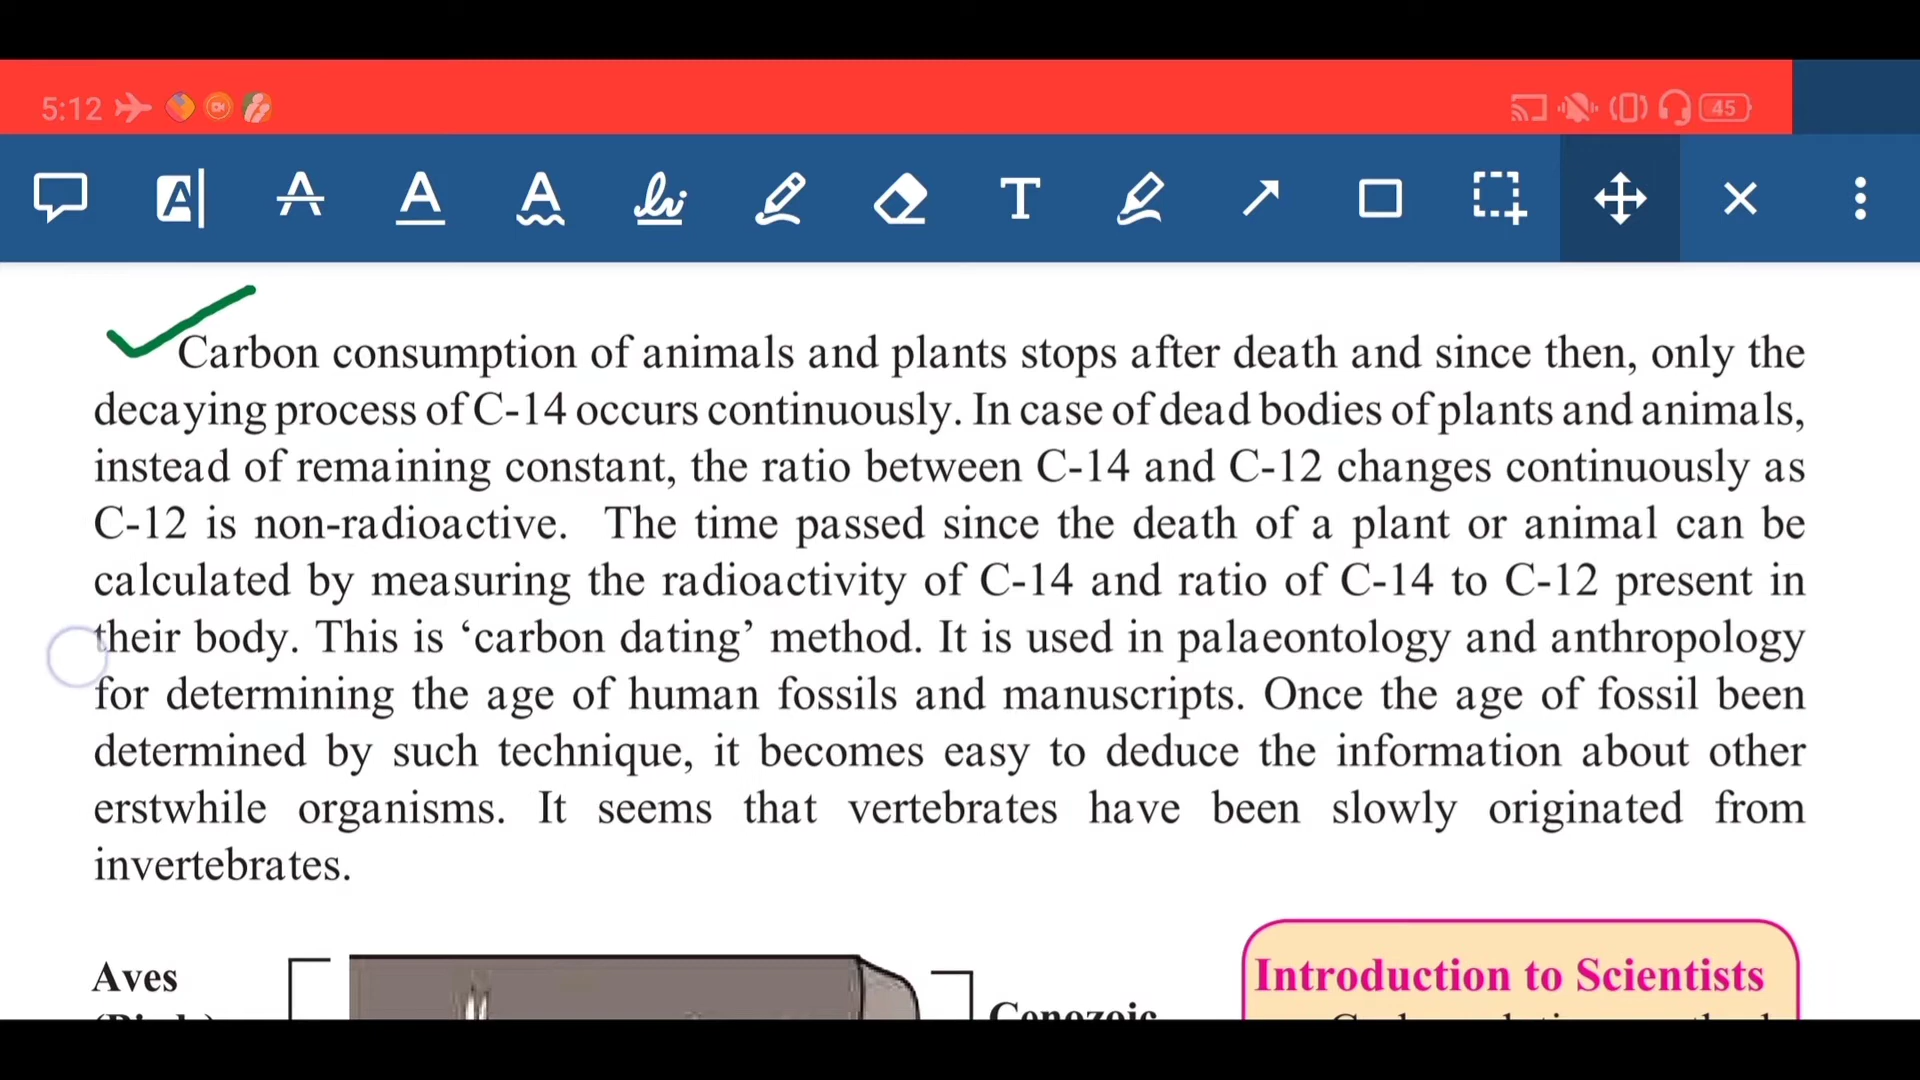 5:12
45
Carbon consumption of animals and plants stops after death and since then, only the
decaying process of C-14 occurs continuously. In case of dead bodies of plants and animals,
instead of remaining constant, the ratio between C-14 and C-12 changes continuously as
C-12 is non-radioactive. The time passed since the death of a plant or animal can be
calculated by measuring the radioactivity of C-14 and ratio of C-14 to C-12 present in
their body. This is ‘carbon dating’ method. It is used in palaeontology and anthropology
for determining the age of human fossils and manuscripts. Once the age of fossil been
determined by such technique, it becomes easy to deduce the information about other
erstwhile organisms. It seems that vertebrates have been slowly originated from
invertebrates.
Aves
Cenozoic
Introduction to Scientists